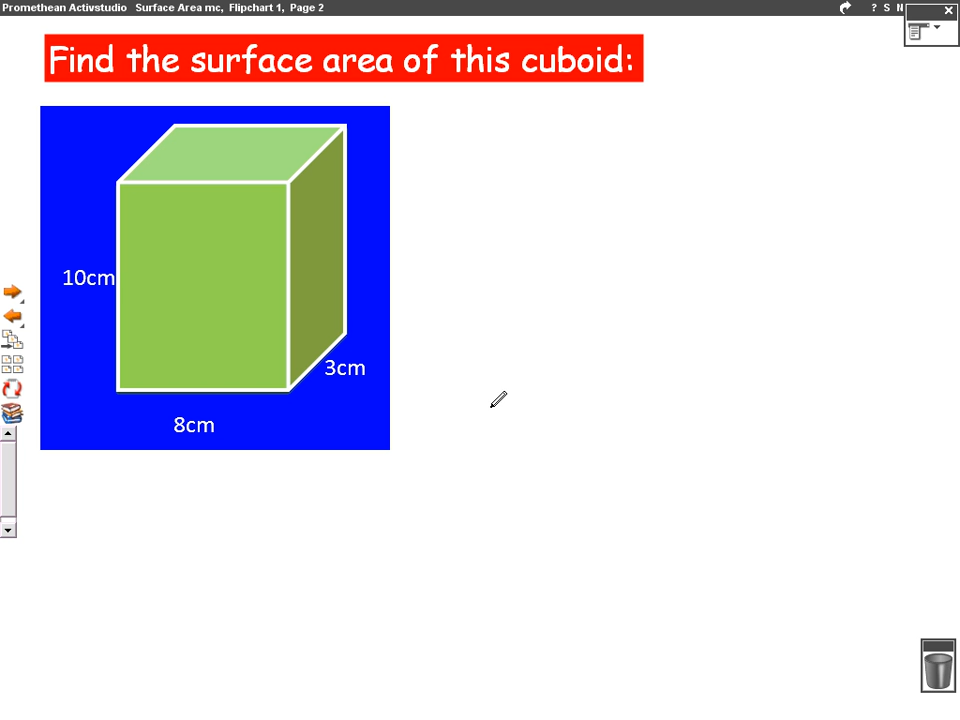 Promethean Activstudio Surface Area mc, Flipchart 1, Page 2
? S N
Find the surface area of this cuboid:
10cm
3cm
8cm